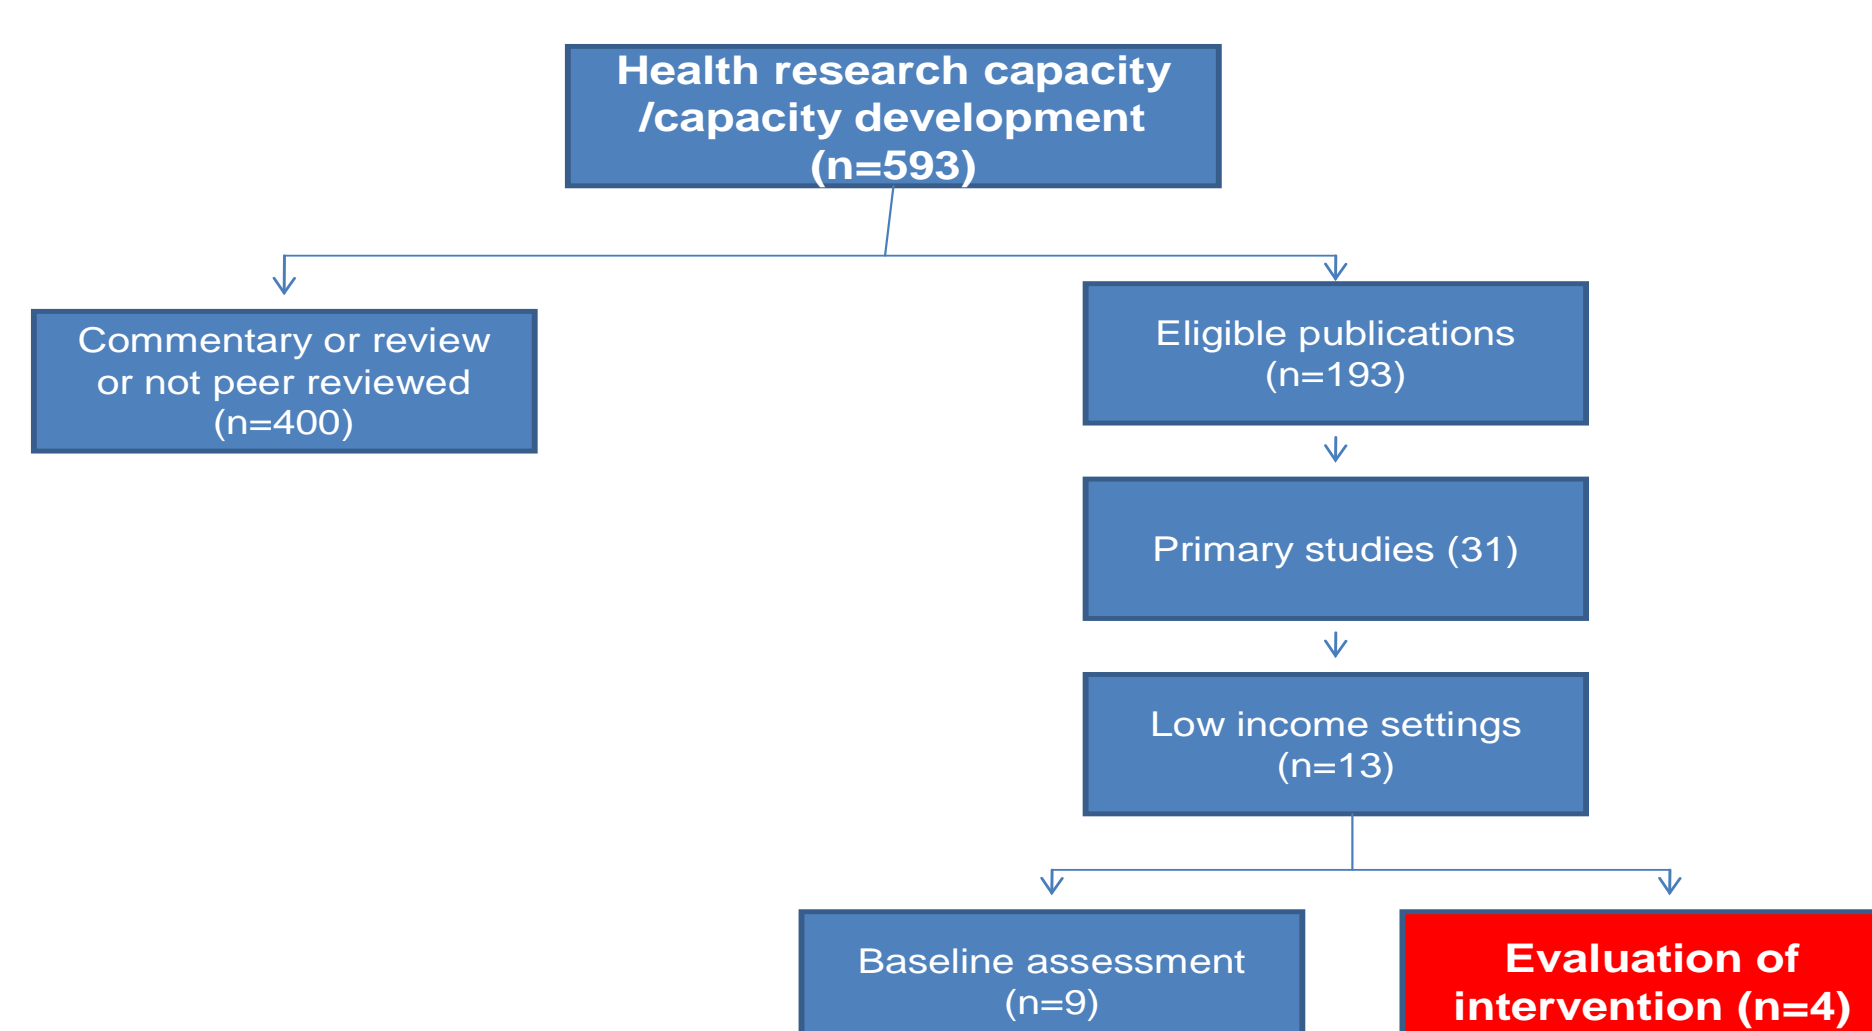 Health research capacity
/capacity development
(n=593)
Commentary or review
or not peer reviewed
(n=400)
Eligible publications
(n=193)
Primary studies (31)
Low income settings
(n=13)
Baseline assessment
(n=9)
Evaluation of
intervention (n=4)